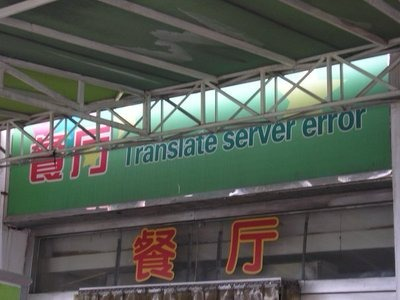 餐厅 Translate server error
餐厅